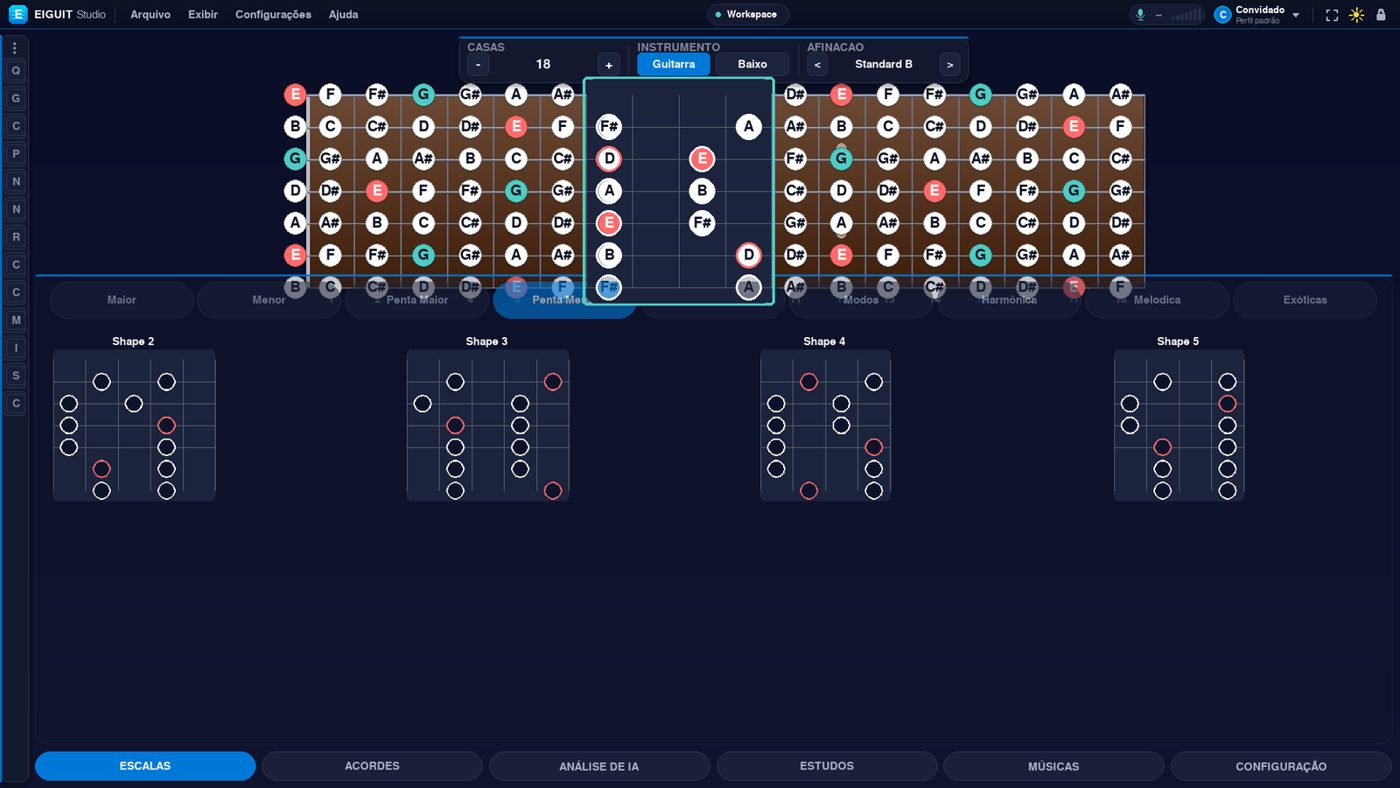 EIGUIT Studio Arquivo Exibir Configurações Ajuda Workspace -- C Convidado
Perfil padrão
CASAS INSTRUMENTO AFINACAO
- 18 + Guitarra Baixo < Standard B >
E F F# G G# A A# D# E F F# G G# A A#
B C C# D D# E F F# A A# B C C# D D# E F
G G# A A# B C C# D E F# G G# A A# B C C#
D D# E F F# G G# A B C# D D# E F F# G G#
A A# B C C# D D# E F# G# A A# B C C# D D#
E F F# G G# A A# B D D# E F F# G G# A A#
B C C# D D# E F F# A A# B C C# D D# E F
Maior Menor Penta Maior Penta Men Modos Harmônica Melodica Exóticas
Shape 2 Shape 3 Shape 4 Shape 5
⋮
Q
G
C
P
N
N
R
C
C
M
I
S
C
ESCALAS ACORDES ANÁLISE DE IA ESTUDOS MÚSICAS CONFIGURAÇÃO